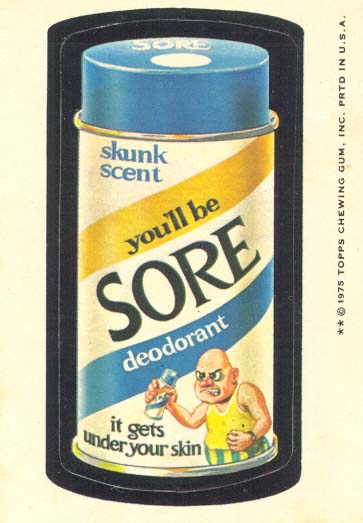 SORE
skunk
scent
you'll be
SORE
deodorant
it gets
under your skin
** © 1975 TOPPS CHEWING GUM, INC. PRTD IN U.S.A.